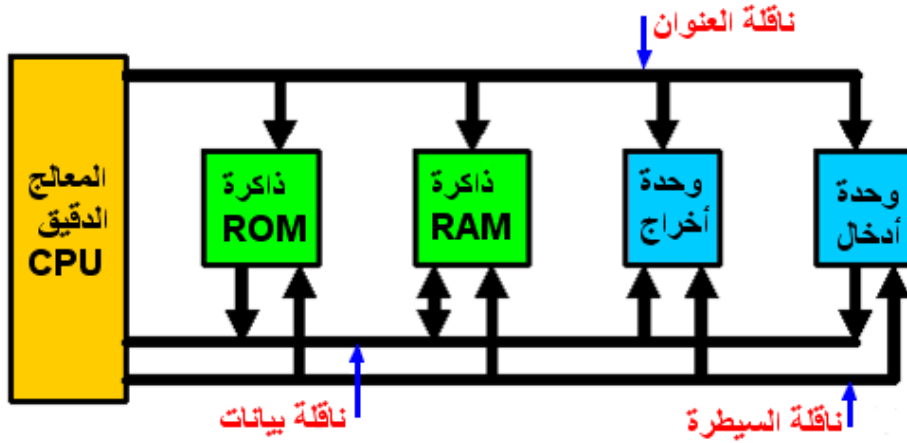 ناقلة العنوان
المعالج
الدقيق
CPU
ذاكرة
ROM
ذاكرة
RAM
وحدة
أخراج
وحدة
أدخال
ناقلة بيانات
ناقلة السيطرة